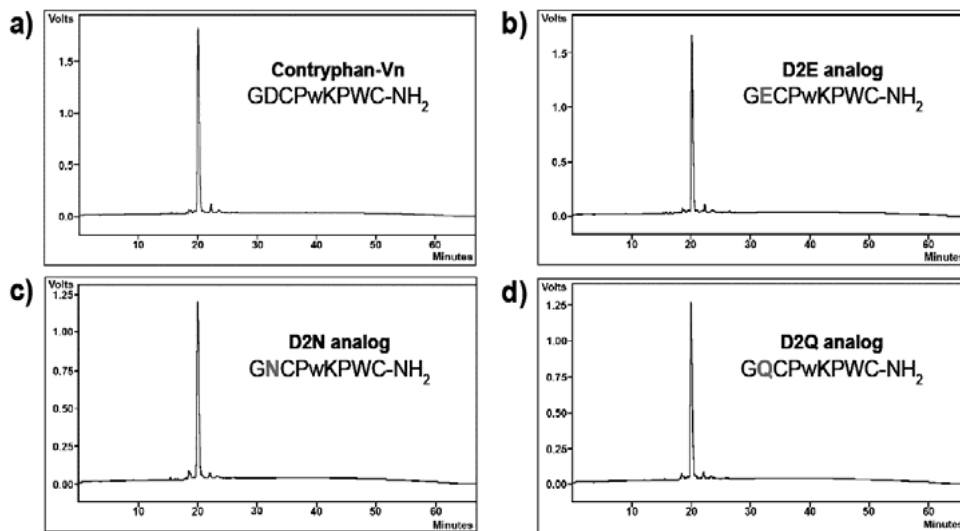 a)
Volts
Contryphan-Vn
GDCPwKPWC-NH2
1.5
1.0
0.5
0.0
10 20 30 40 50 60
Minutes
b)
Volts
D2E analog
GECPwKPWC-NH2
1.5
1.0
0.5
0.0
10 20 30 40 50 60
Minutes
c)
Volts
1.25
D2N analog
GNCPwKPWC-NH2
1.00
0.75
0.50
0.25
0.00
10 20 30 40 50 60
Minutes
d)
Volts
1.25
D2Q analog
GQCPwKPWC-NH2
1.00
0.75
0.50
0.25
0.00
10 20 30 40 50 60
Minutes